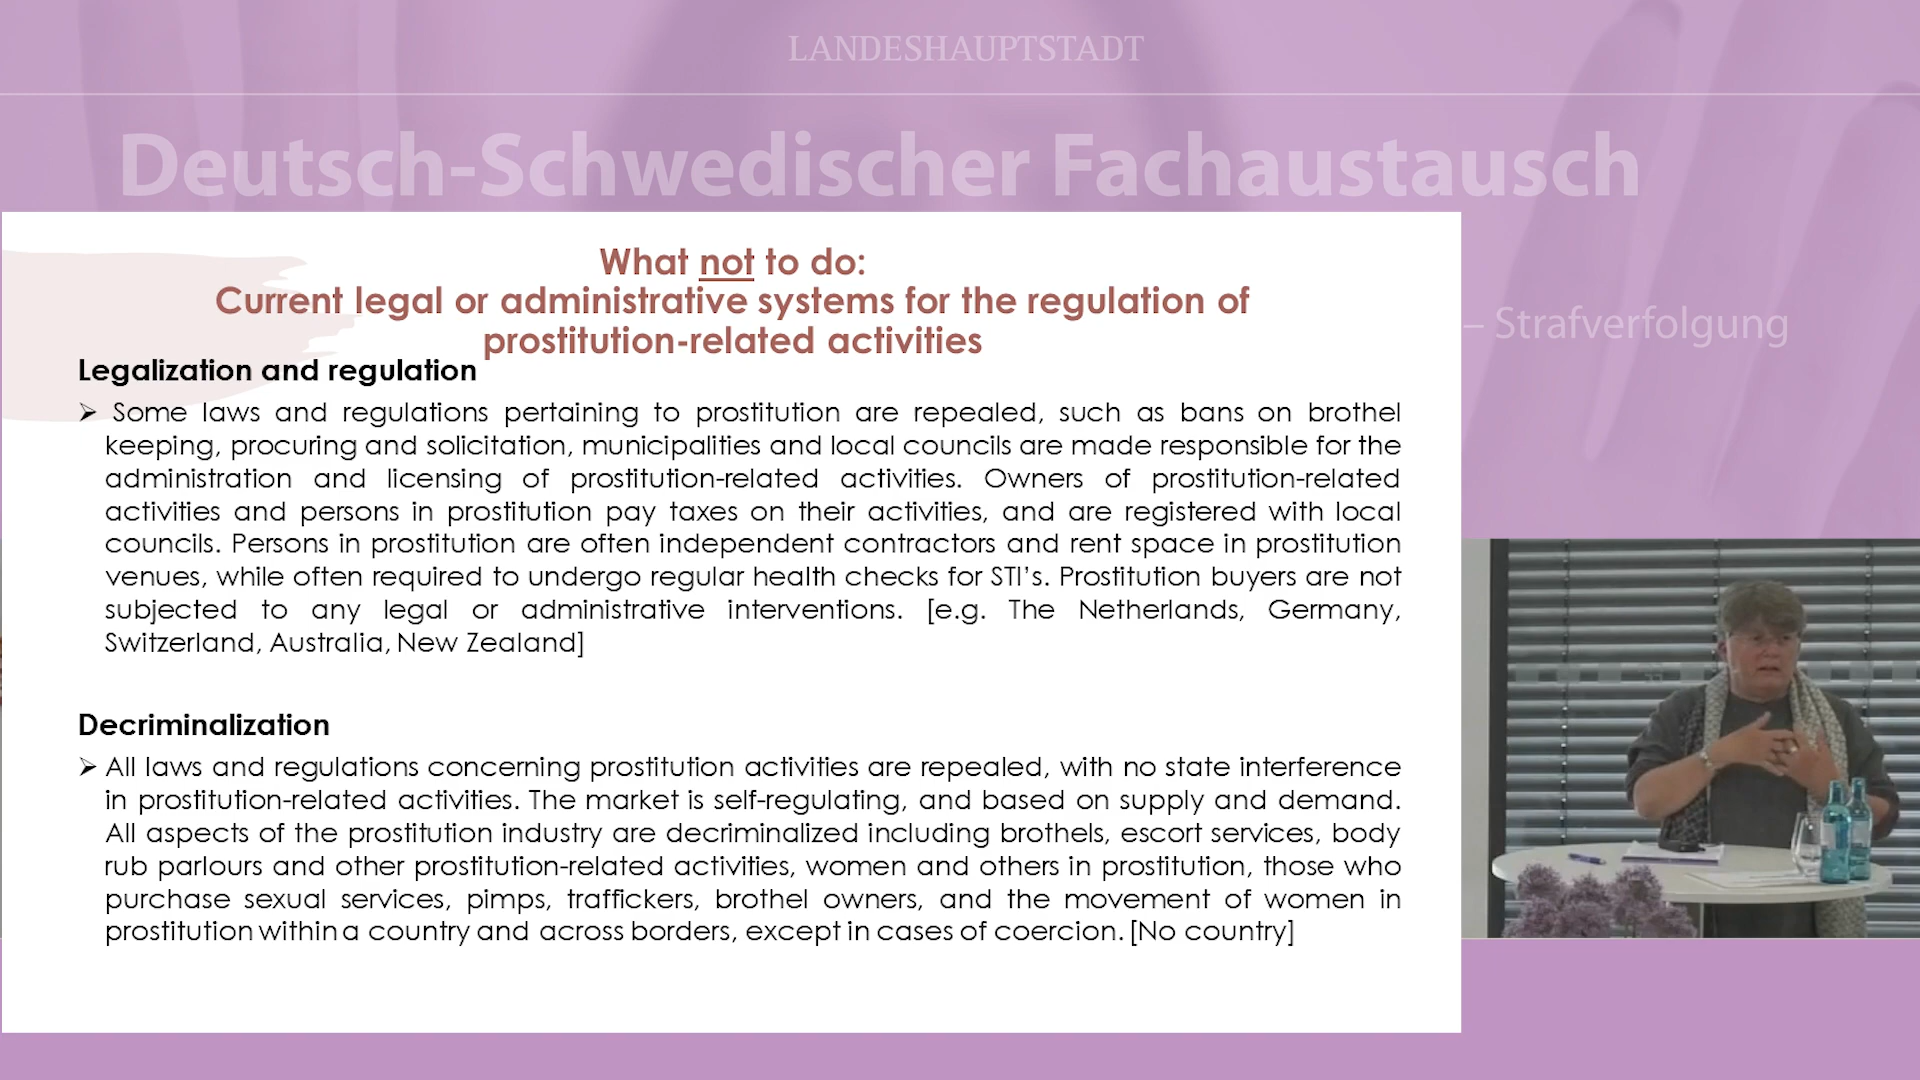 LANDESHAUPTSTADT
Deutsch-Schwedischer Fachaustausch
– Strafverfolgung
What not to do:
Current legal or administrative systems for the regulation of
prostitution-related activities
Legalization and regulation
➢ Some laws and regulations pertaining to prostitution are repealed, such as bans on brothel
keeping, procuring and solicitation, municipalities and local councils are made responsible for the
administration and licensing of prostitution-related activities. Owners of prostitution-related
activities and persons in prostitution pay taxes on their activities, and are registered with local
councils. Persons in prostitution are often independent contractors and rent space in prostitution
venues, while often required to undergo regular health checks for STI’s. Prostitution buyers are not
subjected to any legal or administrative interventions. [e.g. The Netherlands, Germany,
Switzerland, Australia, New Zealand]
Decriminalization
➢ All laws and regulations concerning prostitution activities are repealed, with no state interference
in prostitution-related activities. The market is self-regulating, and based on supply and demand.
All aspects of the prostitution industry are decriminalized including brothels, escort services, body
rub parlours and other prostitution-related activities, women and others in prostitution, those who
purchase sexual services, pimps, traffickers, brothel owners, and the movement of women in
prostitution within a country and across borders, except in cases of coercion. [No country]